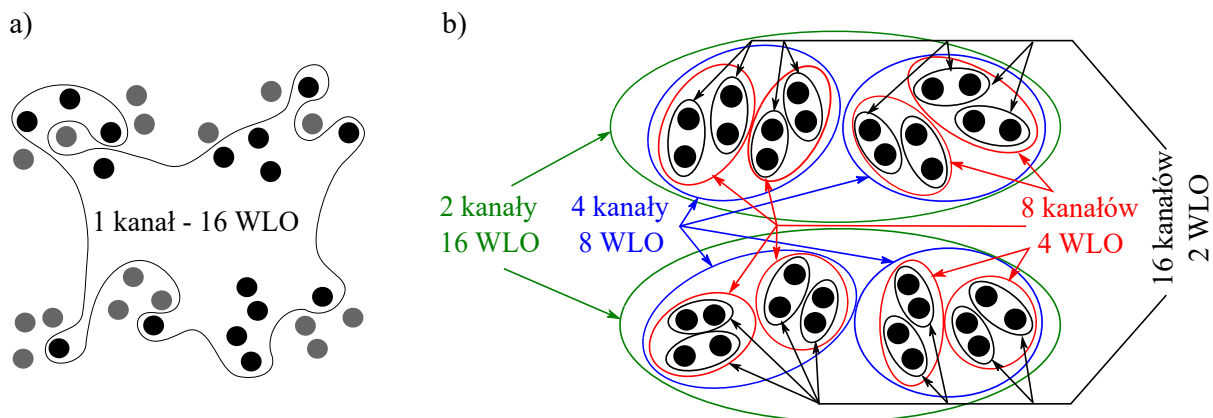 a)
1 kanał - 16 WLO
b)
2 kanały
16 WLO
4 kanały
8 WLO
8 kanałów
4 WLO
16 kanałów
2 WLO